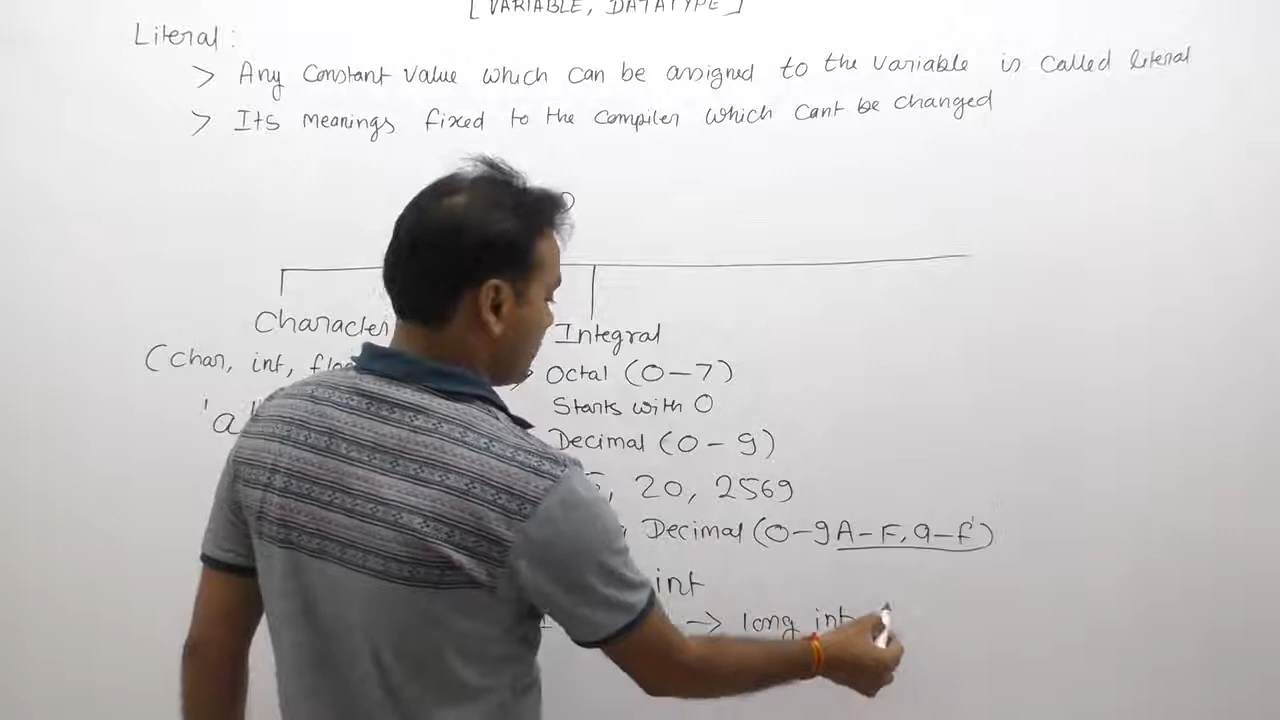 [VARIABLE, DATATYPE]
Literal:
> Any Constant value which can be assigned to the variable is called literal
> Its meanings fixed to the compiler which cant be changed
Character
Integral
(char, int,
Octal (0-7)
'a'
Starts with 0
Decimal (0-9)
, 20, 2569
Decimal (0-9A-F, a-f)
int
-> long int